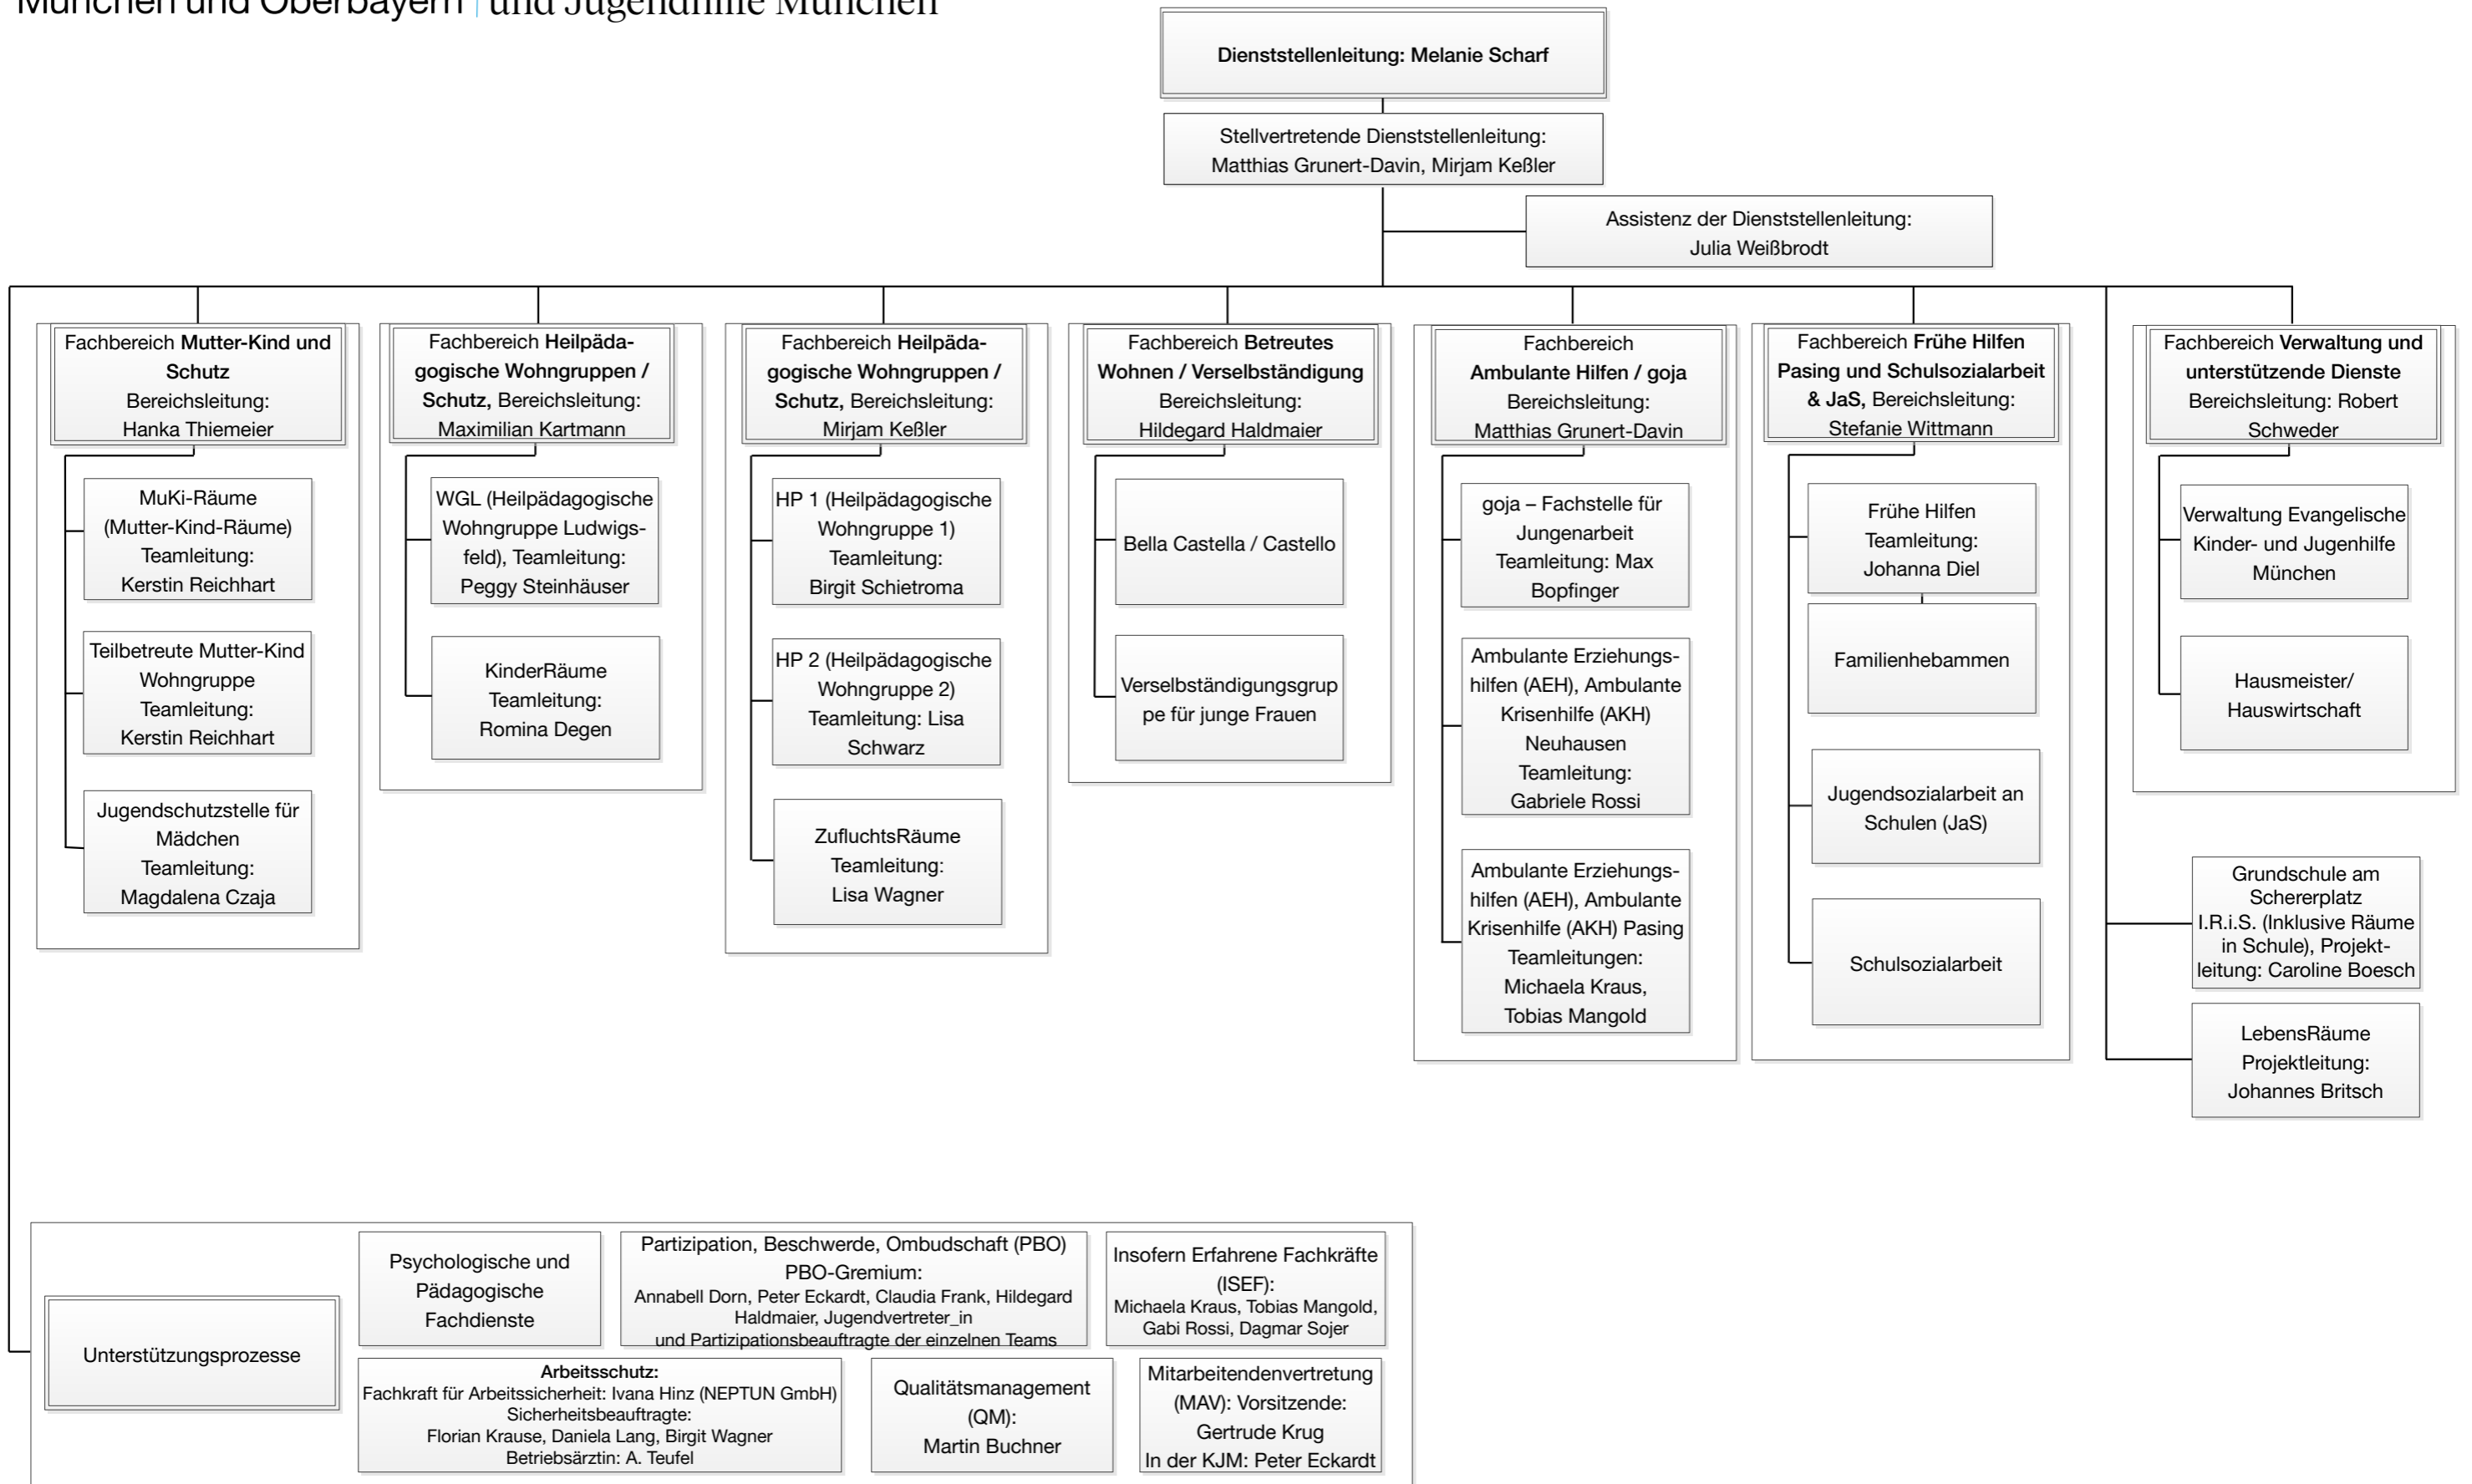 München und Oberbayern | und Jugendhilfe München
Dienststellenleitung: Melanie Scharf
Stellvertretende Dienststellenleitung:
Matthias Grunert-Davin, Mirjam Keßler
Assistenz der Dienststellenleitung:
Julia Weißbrodt
Fachbereich Mutter-Kind und
Schutz
Bereichsleitung:
Hanka Thiemeier
MuKi-Räume
(Mutter-Kind-Räume)
Teamleitung:
Kerstin Reichhart
Teilbetreute Mutter-Kind
Wohngruppe
Teamleitung:
Kerstin Reichhart
Jugendschutzstelle für
Mädchen
Teamleitung:
Magdalena Czaja
Fachbereich Heilpäda-
gogische Wohngruppen /
Schutz, Bereichsleitung:
Maximilian Kartmann
WGL (Heilpädagogische
Wohngruppe Ludwigs-
feld), Teamleitung:
Peggy Steinhäuser
KinderRäume
Teamleitung:
Romina Degen
Fachbereich Heilpäda-
gogische Wohngruppen /
Schutz, Bereichsleitung:
Mirjam Keßler
HP 1 (Heilpädagogische
Wohngruppe 1)
Teamleitung:
Birgit Schietroma
HP 2 (Heilpädagogische
Wohngruppe 2)
Teamleitung: Lisa
Schwarz
ZufluchtsRäume
Teamleitung:
Lisa Wagner
Fachbereich Betreutes
Wohnen / Verselbständigung
Bereichsleitung:
Hildegard Haldmaier
Bella Castella / Castello
Verselbständigungsgrup
pe für junge Frauen
Fachbereich
Ambulante Hilfen / goja
Bereichsleitung:
Matthias Grunert-Davin
goja – Fachstelle für
Jungenarbeit
Teamleitung: Max
Bopfinger
Ambulante Erziehungs-
hilfen (AEH), Ambulante
Krisenhilfe (AKH)
Neuhausen
Teamleitung:
Gabriele Rossi
Ambulante Erziehungs-
hilfen (AEH), Ambulante
Krisenhilfe (AKH) Pasing
Teamleitungen:
Michaela Kraus,
Tobias Mangold
Fachbereich Frühe Hilfen
Pasing und Schulsozialarbeit
& JaS, Bereichsleitung:
Stefanie Wittmann
Frühe Hilfen
Teamleitung:
Johanna Diel
Familienhebammen
Jugendsozialarbeit an
Schulen (JaS)
Schulsozialarbeit
Fachbereich Verwaltung und
unterstützende Dienste
Bereichsleitung: Robert
Schweder
Verwaltung Evangelische
Kinder- und Jugenhilfe
München
Hausmeister/
Hauswirtschaft
Grundschule am
Schererplatz
I.R.i.S. (Inklusive Räume
in Schule), Projekt-
leitung: Caroline Boesch
LebensRäume
Projektleitung:
Johannes Britsch
Unterstützungsprozesse
Psychologische und
Pädagogische
Fachdienste
Partizipation, Beschwerde, Ombudschaft (PBO)
PBO-Gremium:
Annabell Dorn, Peter Eckardt, Claudia Frank, Hildegard
Haldmaier, Jugendvertreter_in
und Partizipationsbeauftragte der einzelnen Teams
Insofern Erfahrene Fachkräfte
(ISEF):
Michaela Kraus, Tobias Mangold,
Gabi Rossi, Dagmar Sojer
Arbeitsschutz:
Fachkraft für Arbeitssicherheit: Ivana Hinz (NEPTUN GmbH)
Sicherheitsbeauftragte:
Florian Krause, Daniela Lang, Birgit Wagner
Betriebsärztin: A. Teufel
Qualitätsmanagement
(QM):
Martin Buchner
Mitarbeitendenvertretung
(MAV): Vorsitzende:
Gertrude Krug
In der KJM: Peter Eckardt